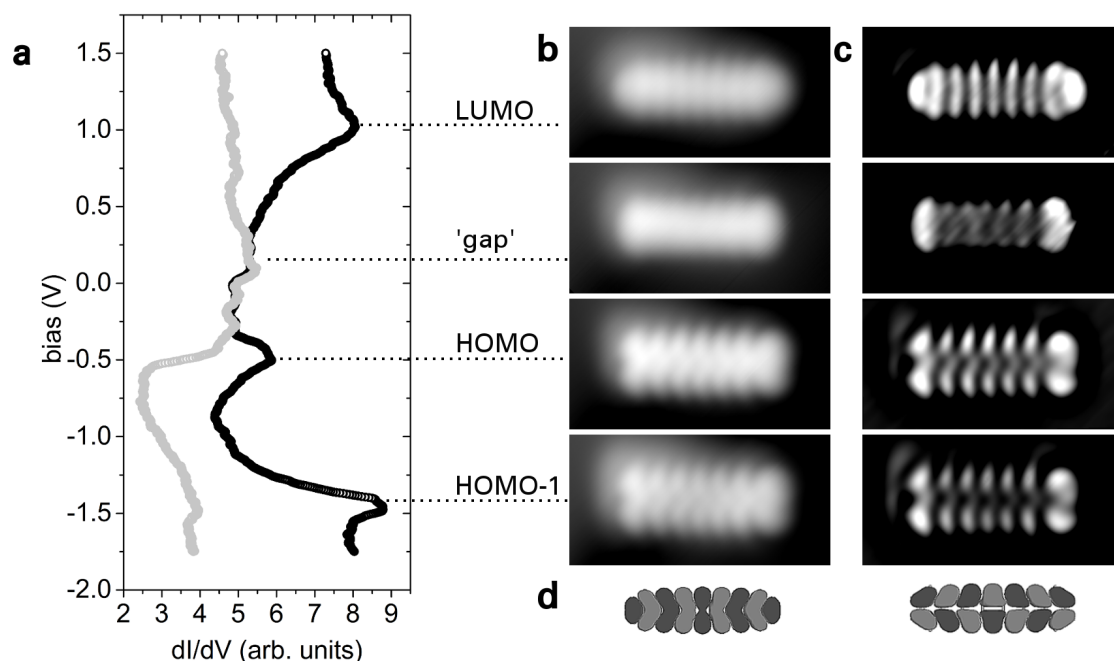 a
b
c
1.5
1.0
0.5
0.0
-0.5
-1.0
-1.5
-2.0
bias (V)
2 3 4 5 6 7 8 9
dI/dV (arb. units)
LUMO
'gap'
HOMO
HOMO-1
d